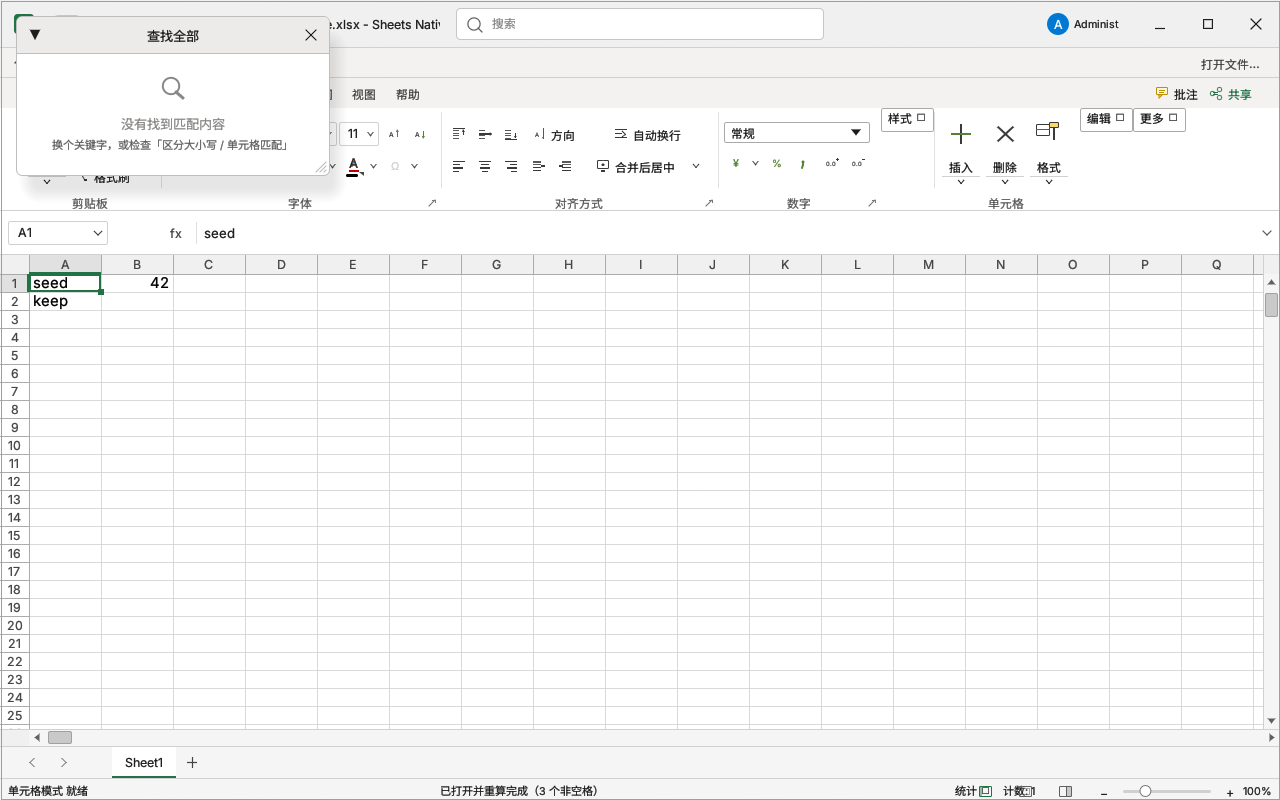 查找全部
e.xlsx - Sheets Nativ
搜索
A
Administ
没有找到匹配内容
换个关键字，或检查「区分大小写 / 单元格匹配」
打开文件...
视图
帮助
批注
共享
11
方向
自动换行
常规
样式
插入
删除
格式
编辑
更多
格式刷
合并后居中
剪贴板
字体
对齐方式
数字
单元格
A1
fx
seed
A B C D E F G H I J K L M N O P Q
1 seed 42
2 keep
3
4
5
6
7
8
9
10
11
12
13
14
15
16
17
18
19
20
21
22
23
24
25
Sheet1
单元格模式 就绪
已打开并重算完成（3 个非空格）
统计
计数: 1
100%